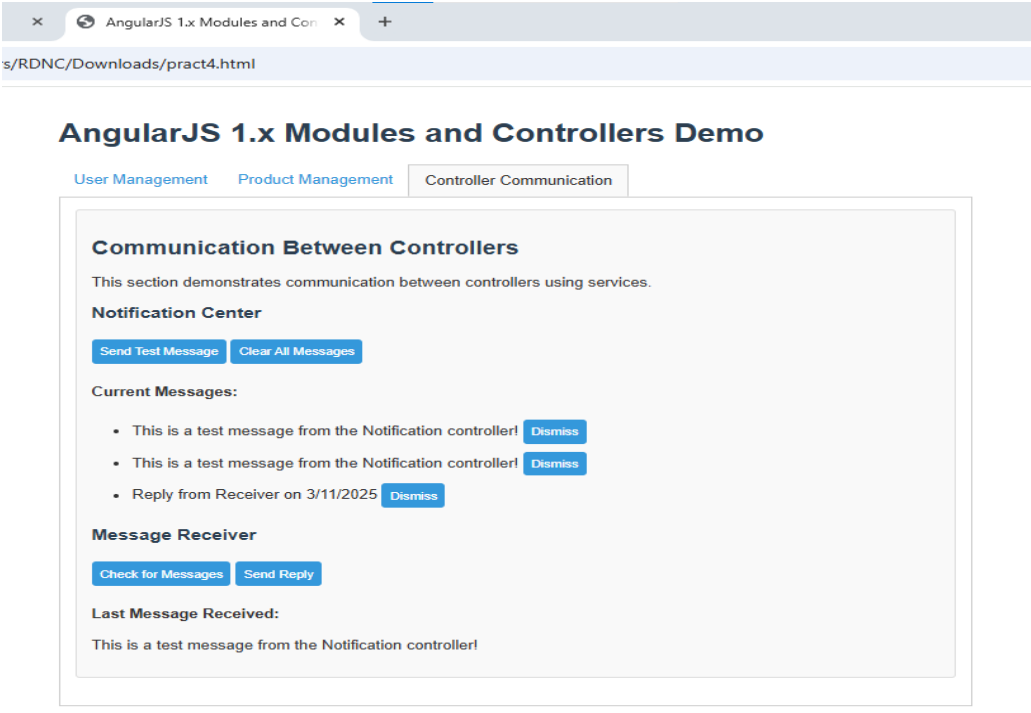 AngularJS 1.x Modules and Con
s/RDNC/Downloads/pract4.html
AngularJS 1.x Modules and Controllers Demo
User Management Product Management Controller Communication
Communication Between Controllers
This section demonstrates communication between controllers using services.
Notification Center
Send Test Message Clear All Messages
Current Messages:
• This is a test message from the Notification controller! Dismiss
• This is a test message from the Notification controller! Dismiss
• Reply from Receiver on 3/11/2025 Dismiss
Message Receiver
Check for Messages Send Reply
Last Message Received:
This is a test message from the Notification controller!